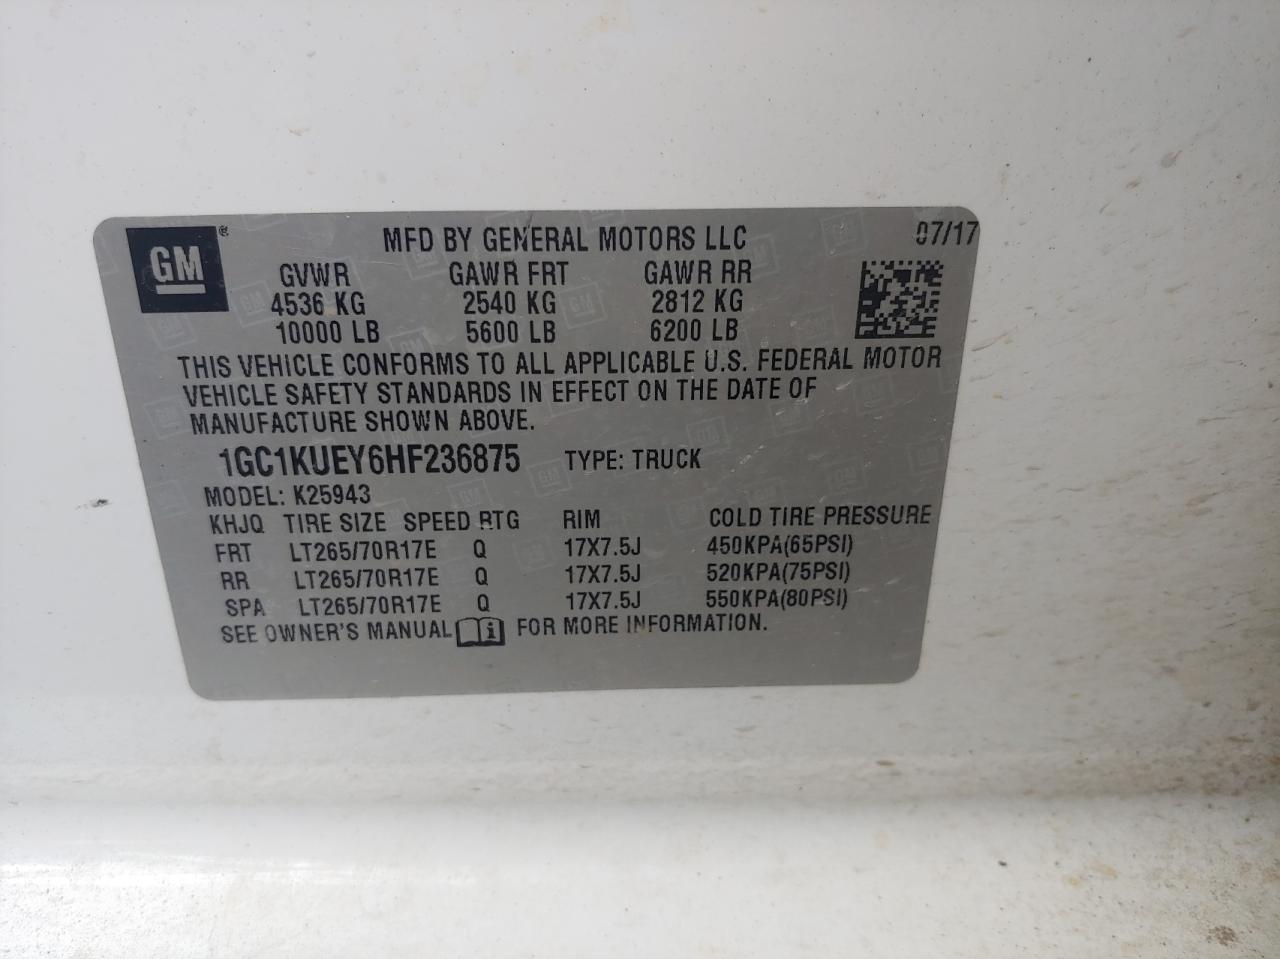 GM®
MFD BY GENERAL MOTORS LLC 07/17
GVWR GAWR FRT GAWR RR
4536 KG 2540 KG 2812 KG
10000 LB 5600 LB 6200 LB
THIS VEHICLE CONFORMS TO ALL APPLICABLE U.S. FEDERAL MOTOR
VEHICLE SAFETY STANDARDS IN EFFECT ON THE DATE OF
MANUFACTURE SHOWN ABOVE.
1GC1KUEY6HF236875 TYPE: TRUCK
MODEL: K25943
KHJQ TIRE SIZE SPEED RTG RIM COLD TIRE PRESSURE
FRT LT265/70R17E Q 17X7.5J 450KPA(65PSI)
RR LT265/70R17E Q 17X7.5J 520KPA(75PSI)
SPA LT265/70R17E Q 17X7.5J 550KPA(80PSI)
SEE OWNER'S MANUAL i FOR MORE INFORMATION.